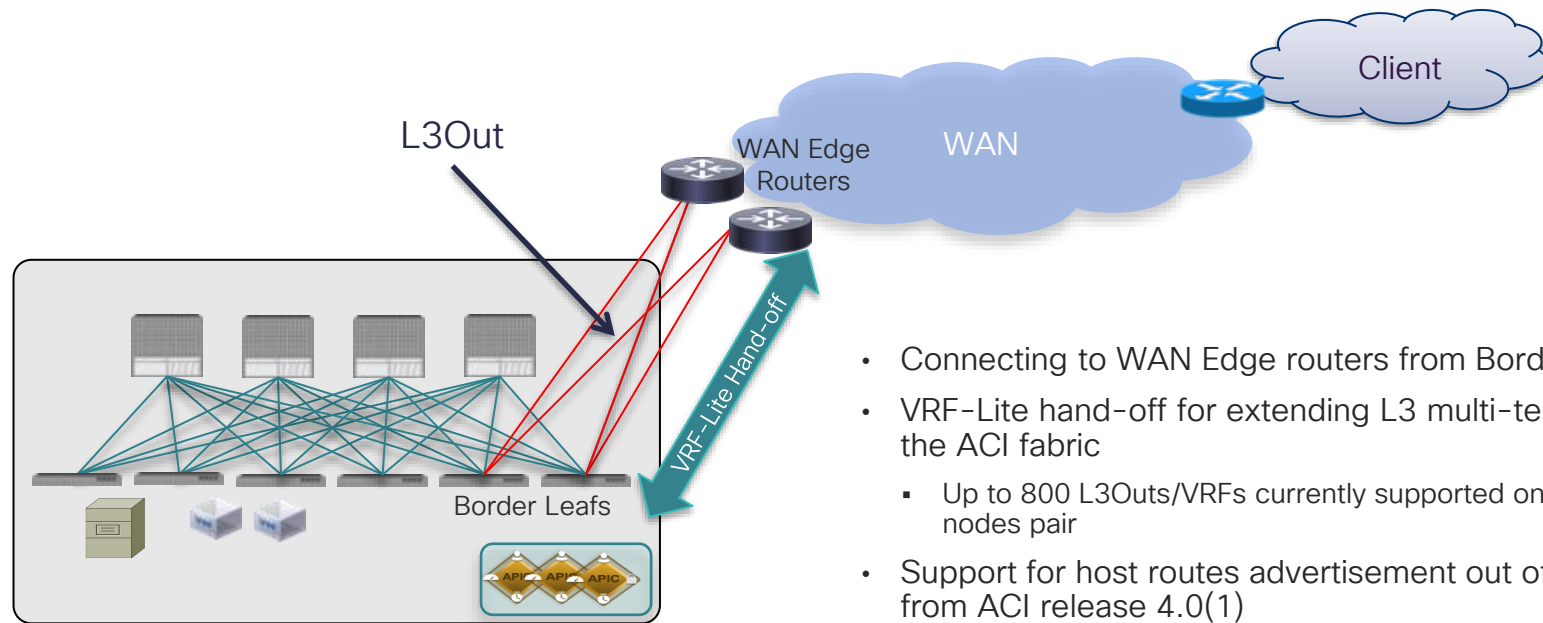 Client
L3Out
WAN Edge
Routers
WAN
VRF-Lite Hand-off
Border Leafs
APIC APIC APIC
• Connecting to WAN Edge routers from Bord
• VRF-Lite hand-off for extending L3 multi-te
the ACI fabric
▪ Up to 800 L3Outs/VRFs currently supported on
nodes pair
• Support for host routes advertisement out of
from ACI release 4.0(1)